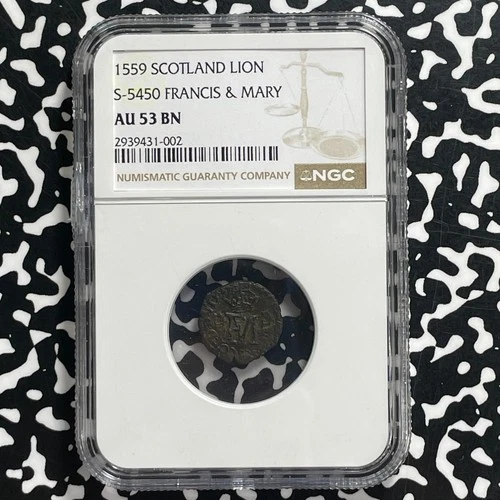 1559 SCOTLAND LION
S-5450 FRANCIS & MARY
AU 53 BN
2939431-002
NUMISMATIC GUARANTY COMPANY NGC